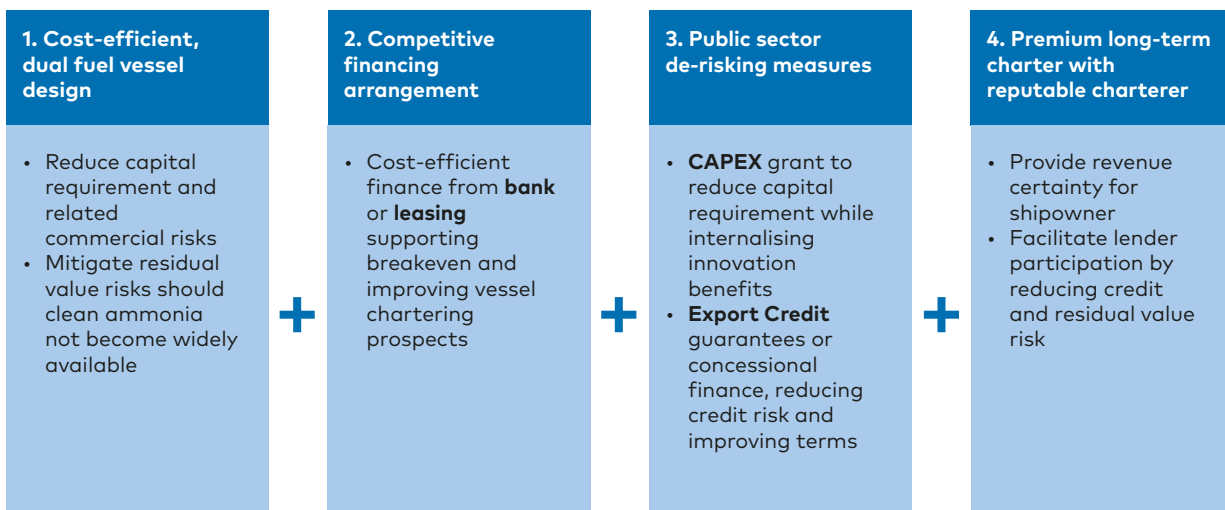 1. Cost-efficient,
dual fuel vessel
design
• Reduce capital
requirement and
related
commercial risks
• Mitigate residual
value risks should
clean ammonia
not become widely
available
+
2. Competitive
financing
arrangement
• Cost-efficient
finance from bank
or leasing
supporting
breakeven and
improving vessel
chartering
prospects
+
3. Public sector
de-risking measures
• CAPEX grant to
reduce capital
requirement while
internalising
innovation
benefits
• Export Credit
guarantees or
concessional
finance, reducing
credit risk and
improving terms
+
4. Premium long-term
charter with
reputable charterer
• Provide revenue
certainty for
shipowner
• Facilitate lender
participation by
reducing credit
and residual value
risk